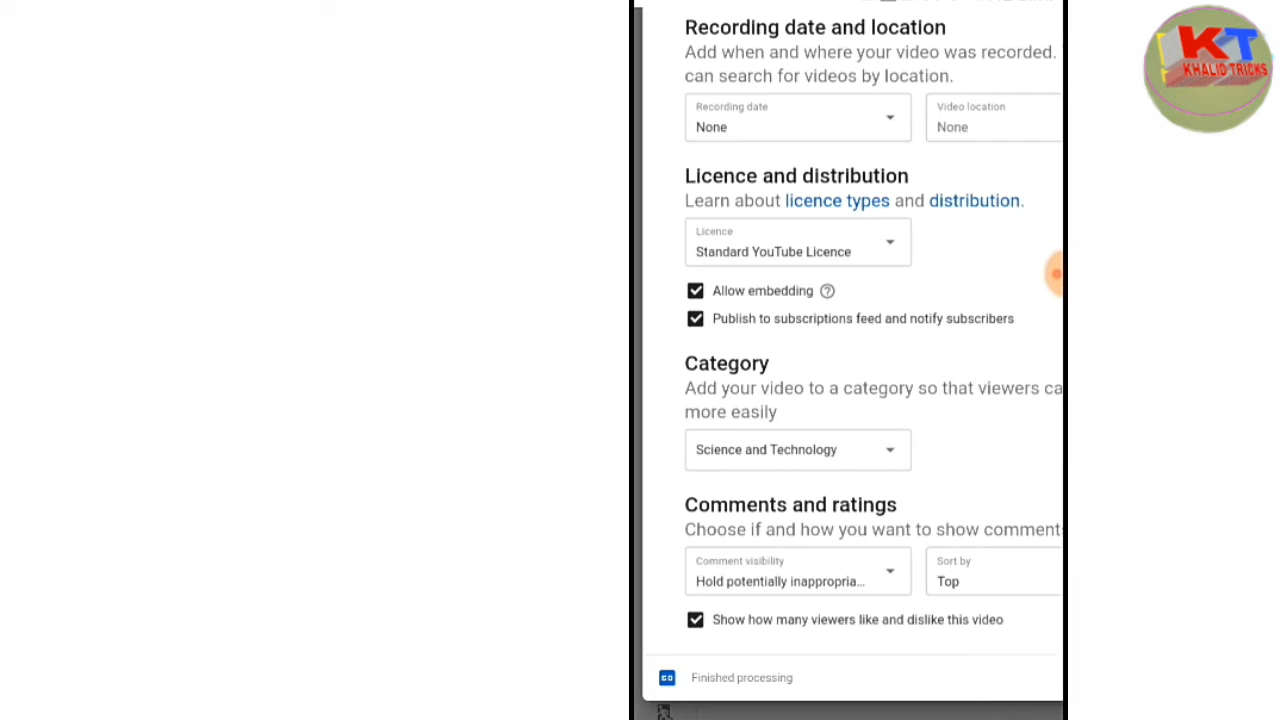 Recording date and location
Add when and where your video was recorded.
can search for videos by location.
Recording date
None
Video location
None
Licence and distribution
Learn about licence types and distribution.
Licence
Standard YouTube Licence
Allow embedding ?
Publish to subscriptions feed and notify subscribers
Category
Add your video to a category so that viewers ca
more easily
Science and Technology
Comments and ratings
Choose if and how you want to show comment
Comment visibility
Hold potentially inappropria...
Sort by
Top
Show how many viewers like and dislike this video
SD Finished processing
KT
KHALID TRICKS